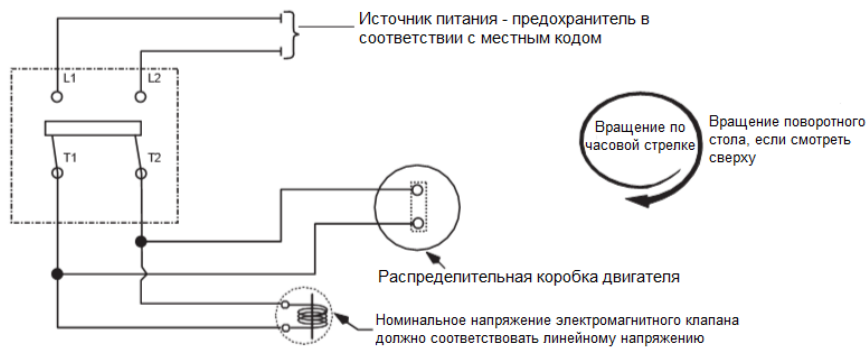 Источник питания - предохранитель в
соответствии с местным кодом
L1
L2
T1
T2
Вращение по
часовой стрелке
Вращение поворотного
стола, если смотреть
сверху
Распределительная коробка двигателя
Номинальное напряжение электромагнитного клапана
должно соответствовать линейному напряжению